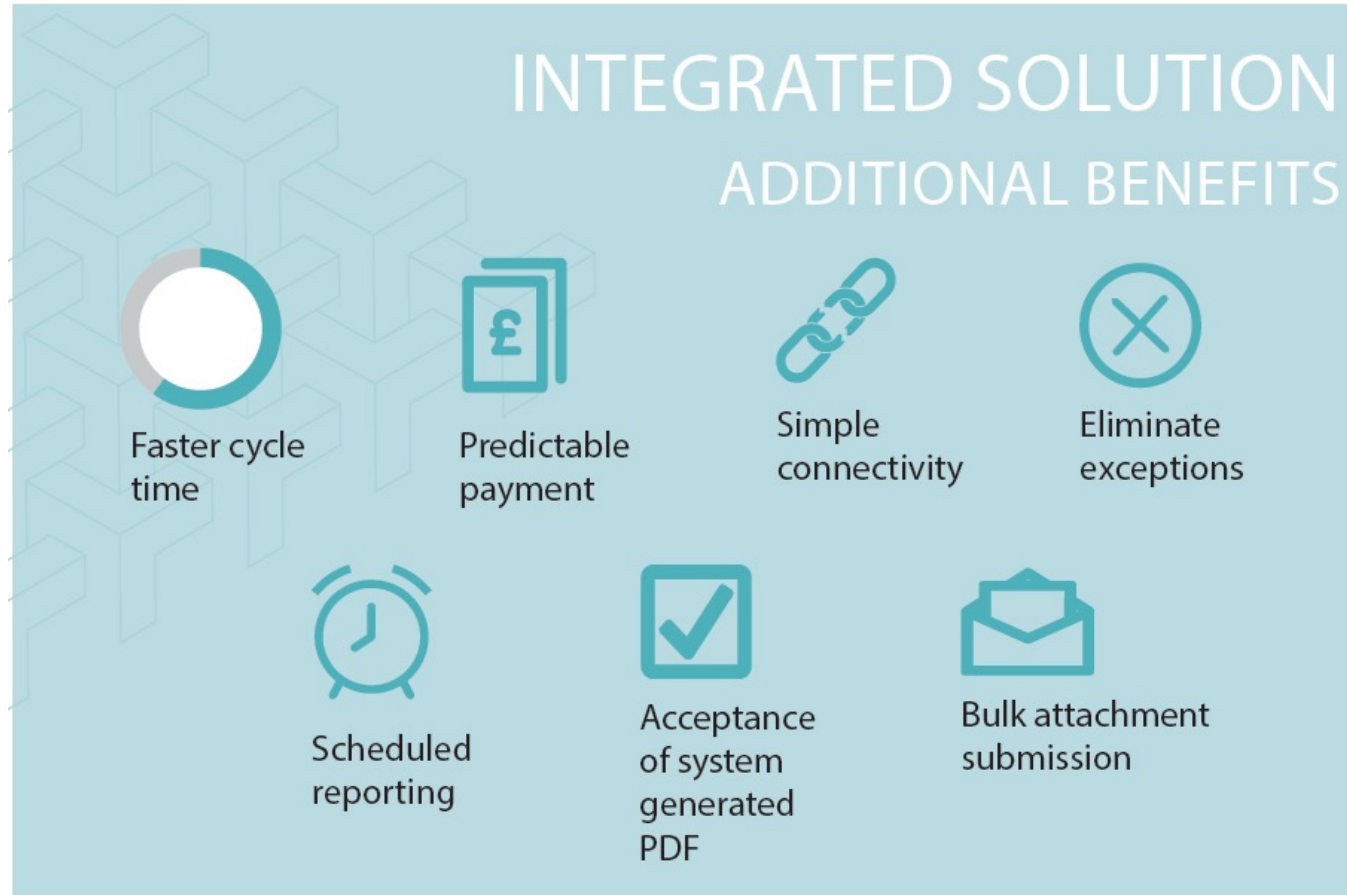 INTEGRATED SOLUTION
ADDITIONAL BENEFITS
£
Faster cycle
time
Predictable
payment
Simple
connectivity
Eliminate
exceptions
Scheduled
reporting
Acceptance
of system
generated
PDF
Bulk attachment
submission